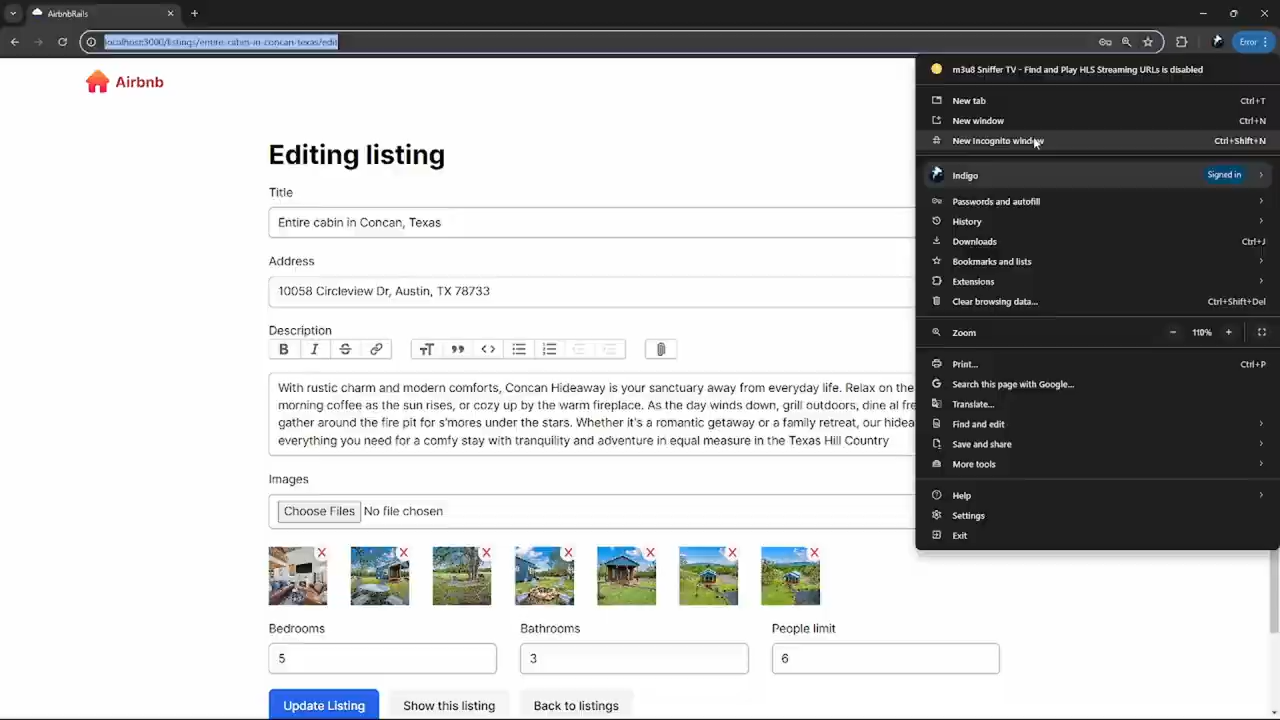 AirbnbRails
localhost:3000/listings/entire-cabin-in-concan-texas/edit
Error
Airbnb
Editing listing
Title
Entire cabin in Concan, Texas
Address
10058 Circleview Dr, Austin, TX 78733
Description
With rustic charm and modern comforts, Concan Hideaway is your sanctuary away from everyday life. Relax on the
morning coffee as the sun rises, or cozy up by the warm fireplace. As the day winds down, grill outdoors, dine al fre
gather around the fire pit for s'mores under the stars. Whether it's a romantic getaway or a family retreat, our hidea
everything you need for a comfy stay with tranquility and adventure in equal measure in the Texas Hill Country
Images
Choose Files No file chosen
X X X X X X X
Bedrooms Bathrooms People limit
5 3 6
Update Listing Show this listing Back to listings
m3u8 Sniffer TV - Find and Play HLS Streaming URLs is disabled
New tab Ctrl+T
New window Ctrl+N
New Incognito window Ctrl+Shift+N
Indigo Signed in
Passwords and autofill
History
Downloads Ctrl+J
Bookmarks and lists
Extensions
Clear browsing data... Ctrl+Shift+Del
Zoom − 110% +
Print... Ctrl+P
Search this page with Google...
Translate...
Find and edit
Save and share
More tools
Help
Settings
Exit